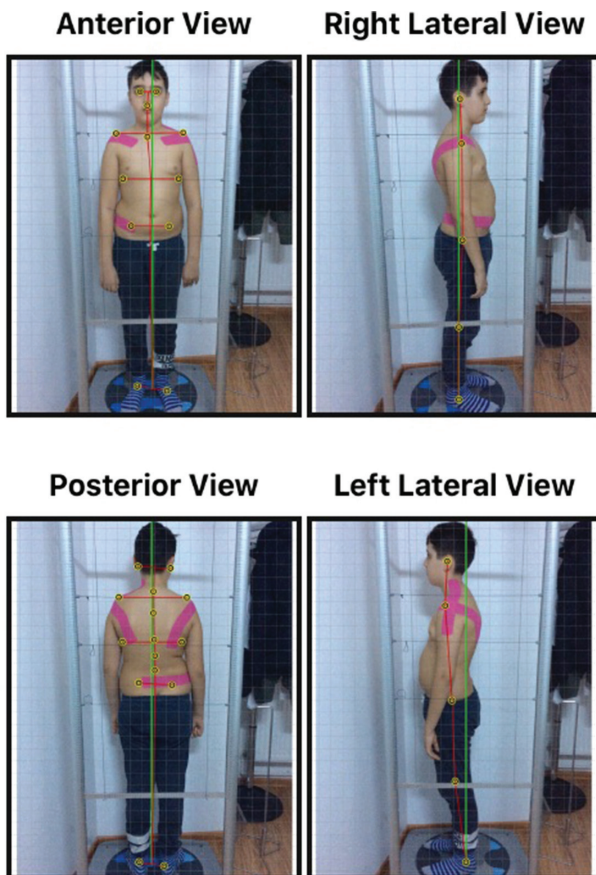 Anterior View
Right Lateral View
Posterior View
Left Lateral View